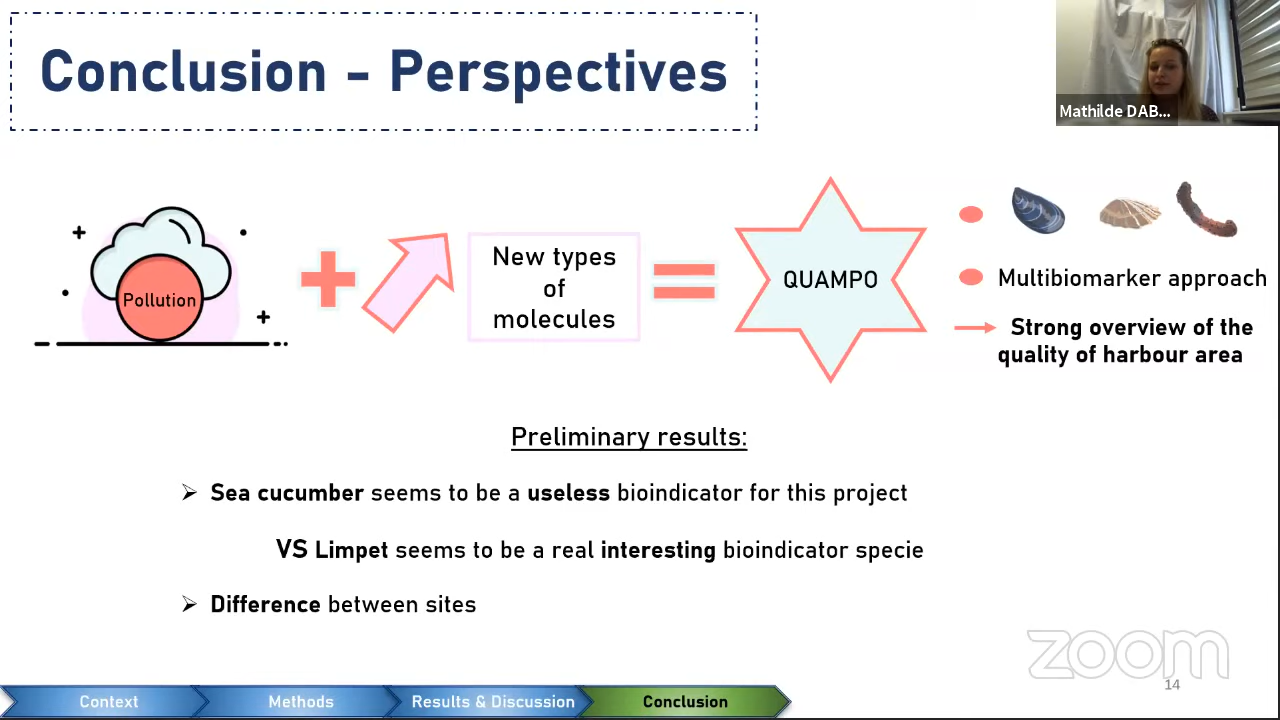 Conclusion - Perspectives
Mathilde DAB...
Pollution
New types
of
molecules
QUAMPO
Multibiomarker approach
Strong overview of the
quality of harbour area
Preliminary results:
Sea cucumber seems to be a useless bioindicator for this project
VS Limpet seems to be a real interesting bioindicator specie
Difference between sites
zoom
14
Context
Methods
Results & Discussion
Conclusion